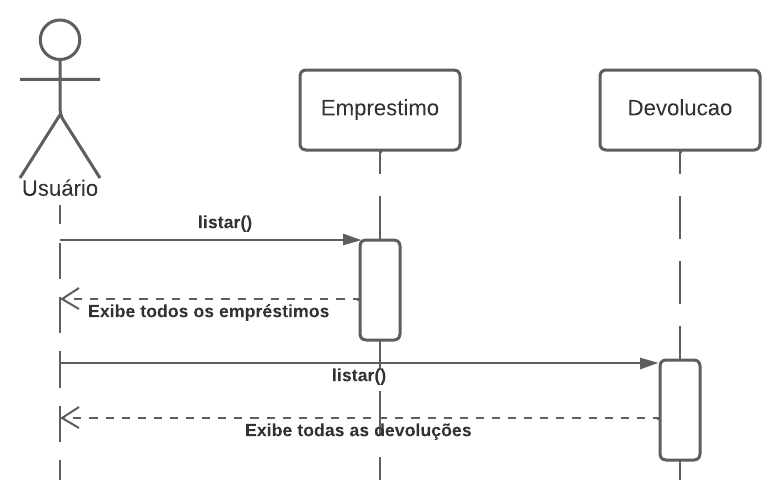 Emprestimo
Devolucao
Usuário
listar()
Exibe todos os empréstimos
listar()
Exibe todas as devoluções